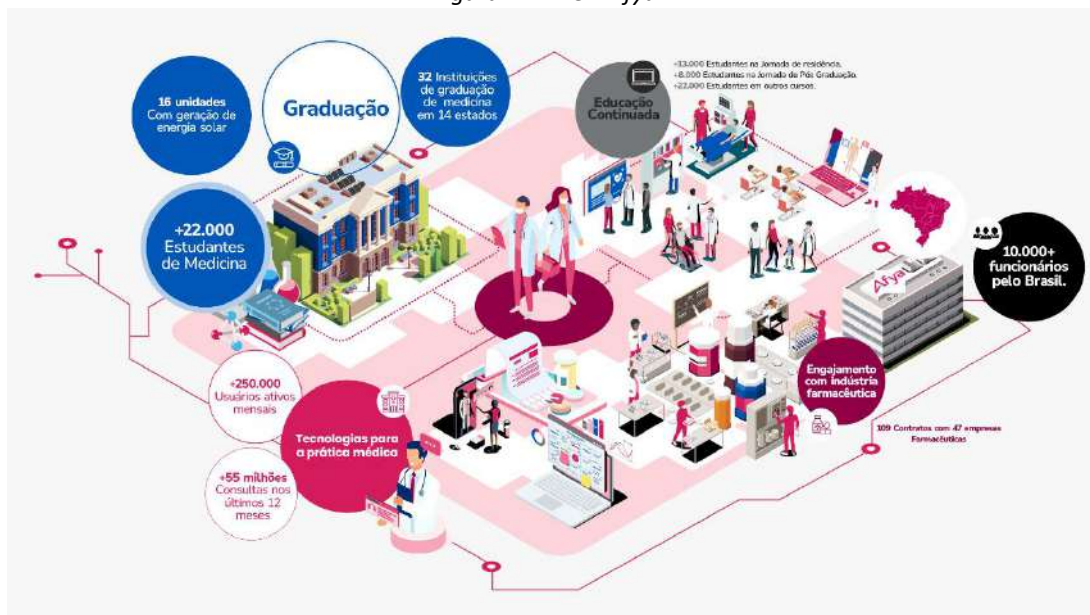 16 unidades
Com geração de
energia solar
Graduação
32 Instituições
de graduação
de medicina
em 14 estados
+22.000
Estudantes
de Medicina
Educação
Continuada
+13.000 Estudantes na Jornada de residência.
+8.000 Estudantes na Jornada de Pós Graduação.
+22.000 Estudantes em outros cursos.
10.000+
funcionários
pelo Brasil.
Afya
Engajamento
com indústria
farmacêutica
109 Contratos com 47 empresas
Farmacêuticas
+250.000
Usuários ativos
mensais
Tecnologias para
a prática médica
+55 milhões
Consultas nos
últimos 12
meses